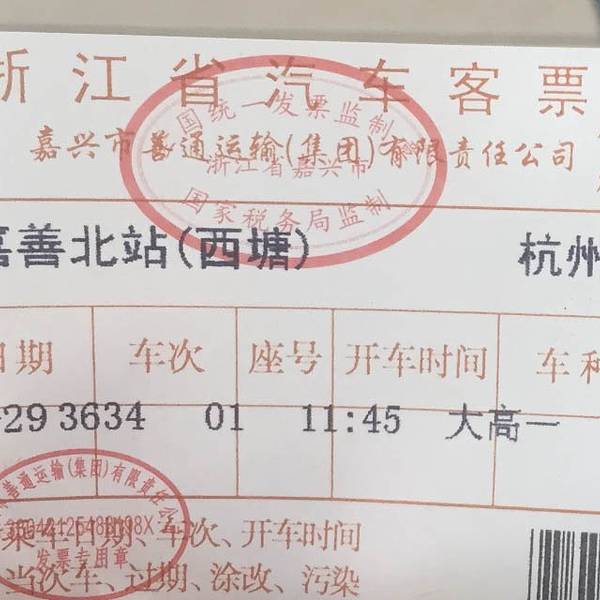 浙江省汽车客票
国统一发票监制
嘉兴市善通运输(集团)有限责任公司
浙江省嘉兴市
国家税务局监制
嘉善北站(西塘) 杭州
日期 车次 座号 开车时间 车种
-29 3634 01 11:45 大高一
善通运输(集团)有限责任公
发票专用章
乘车日期、车次、开车时间
当次车、过期、涂改、污染